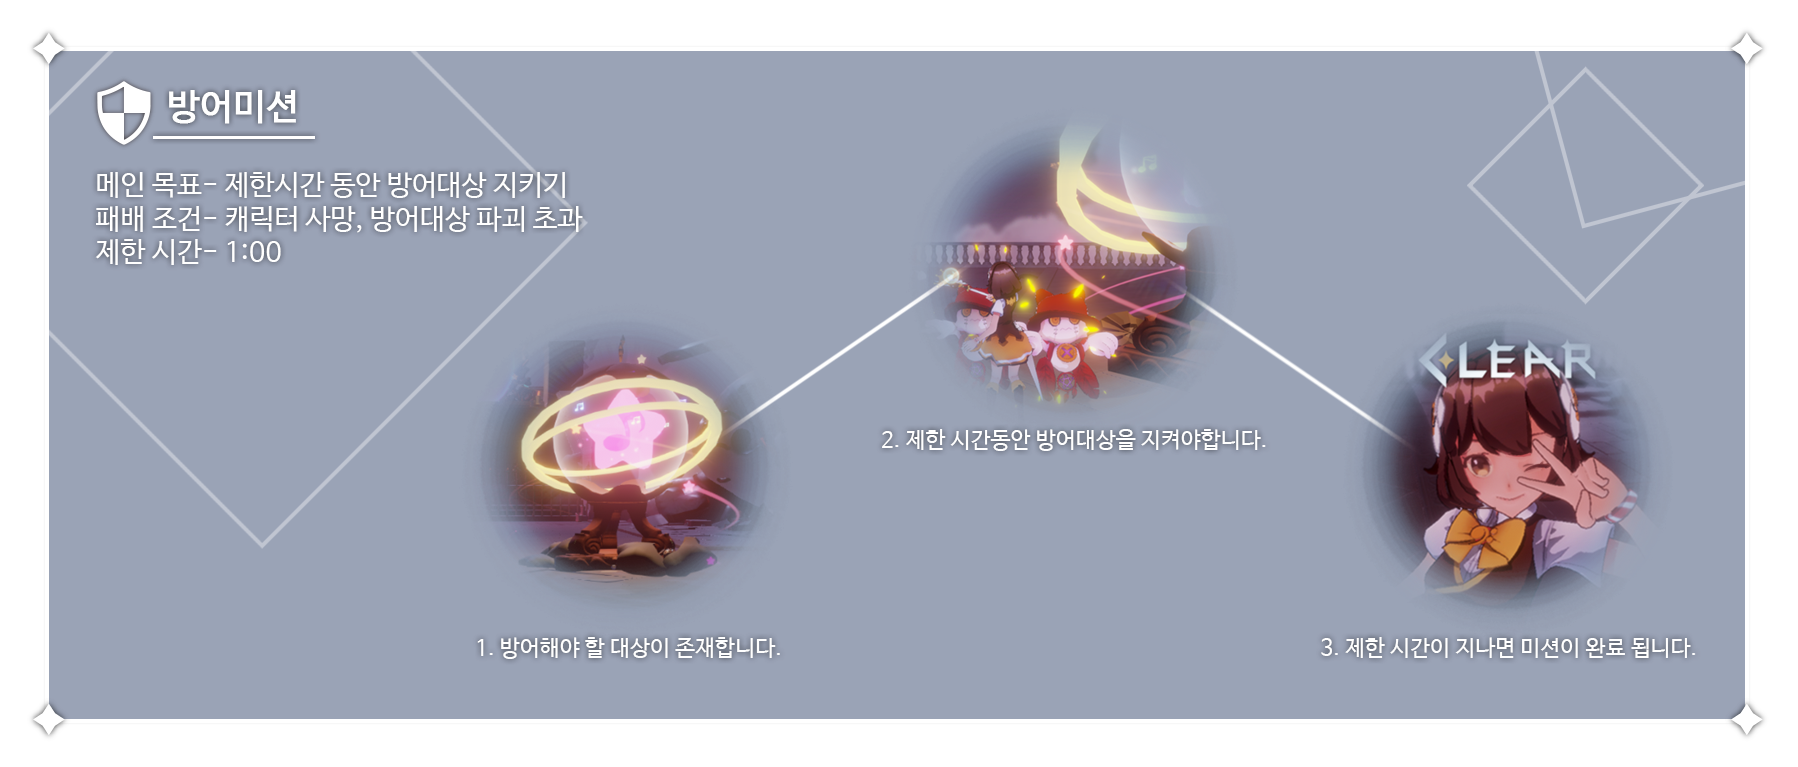 방어미션
메인 목표- 제한시간 동안 방어대상 지키기
패배 조건- 캐릭터 사망, 방어대상 파괴 초과
제한 시간- 1:00
2. 제한 시간동안 방어대상을 지켜야합니다.
CLEAR
1. 방어해야 할 대상이 존재합니다.
3. 제한 시간이 지나면 미션이 완료 됩니다.